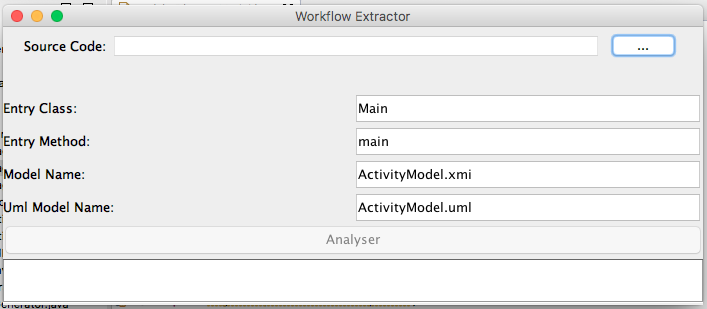 Workflow Extractor
Source Code:
...
Entry Class: Main
Entry Method: main
Model Name: ActivityModel.xmi
Uml Model Name: ActivityModel.uml
Analyser